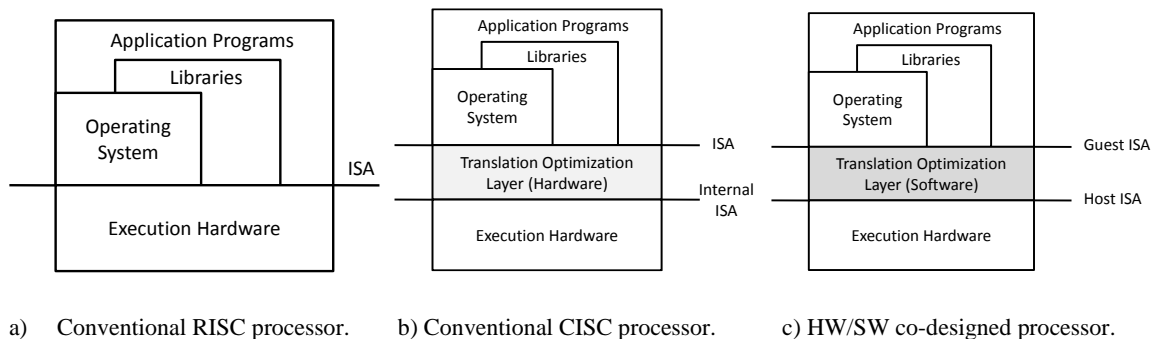 Application Programs
Libraries
Operating
System
ISA
Execution Hardware
a) Conventional RISC processor.
Application Programs
Libraries
Operating
System
ISA
Translation Optimization
Layer (Hardware)
Internal
ISA
Execution Hardware
b) Conventional CISC processor.
Application Programs
Libraries
Operating
System
Guest ISA
Translation Optimization
Layer (Software)
Host ISA
Execution Hardware
c) HW/SW co-designed processor.